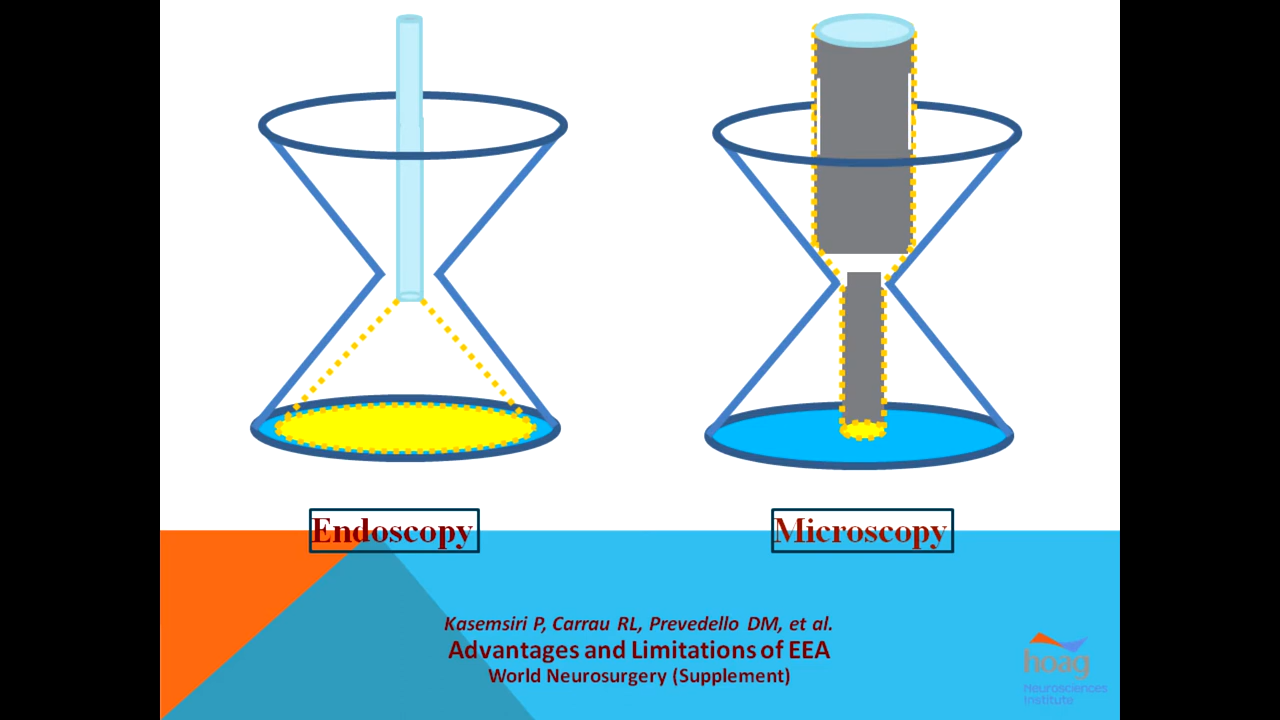 Endoscopy
Microscopy
Kasemsiri P, Carrau RL, Prevedello DM, et al.
Advantages and Limitations of EEA
World Neurosurgery (Supplement)
hoag
Neurosciences
Institute